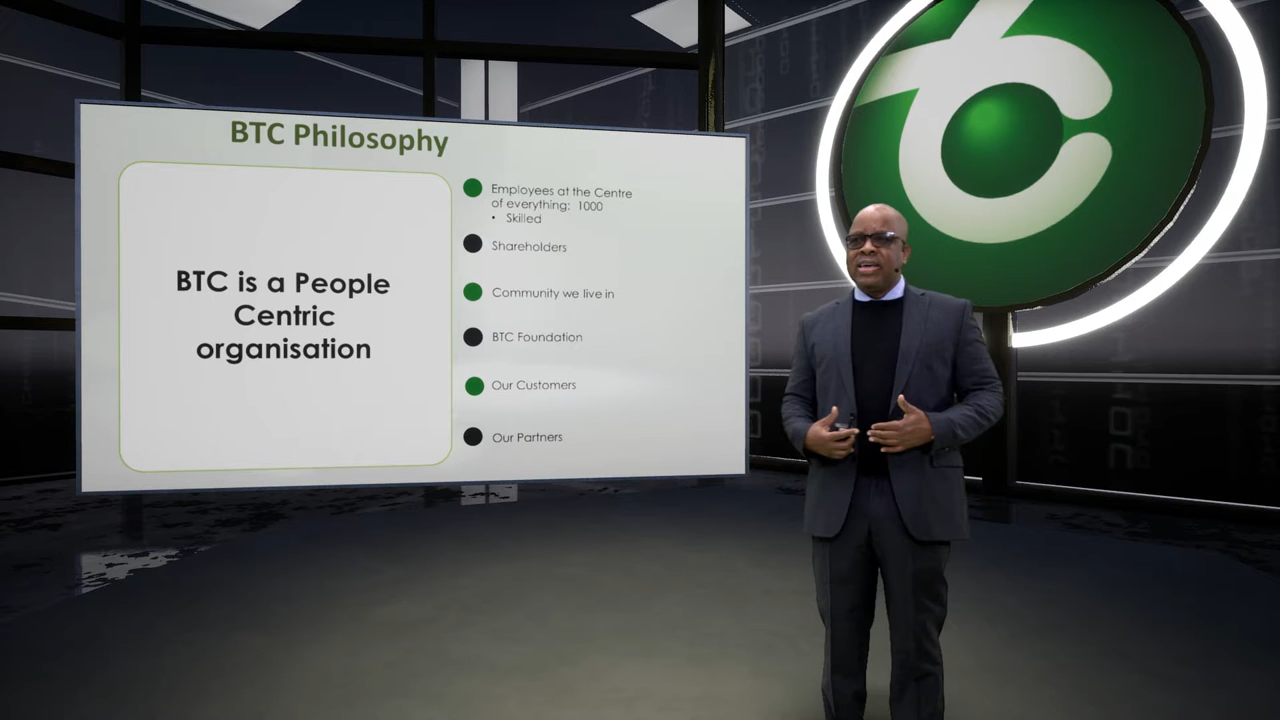 BTC Philosophy
BTC is a People
Centric
organisation
Employees at the Centre
of everything: 1000
• Skilled
Shareholders
Community we live in
BTC Foundation
Our Customers
Our Partners